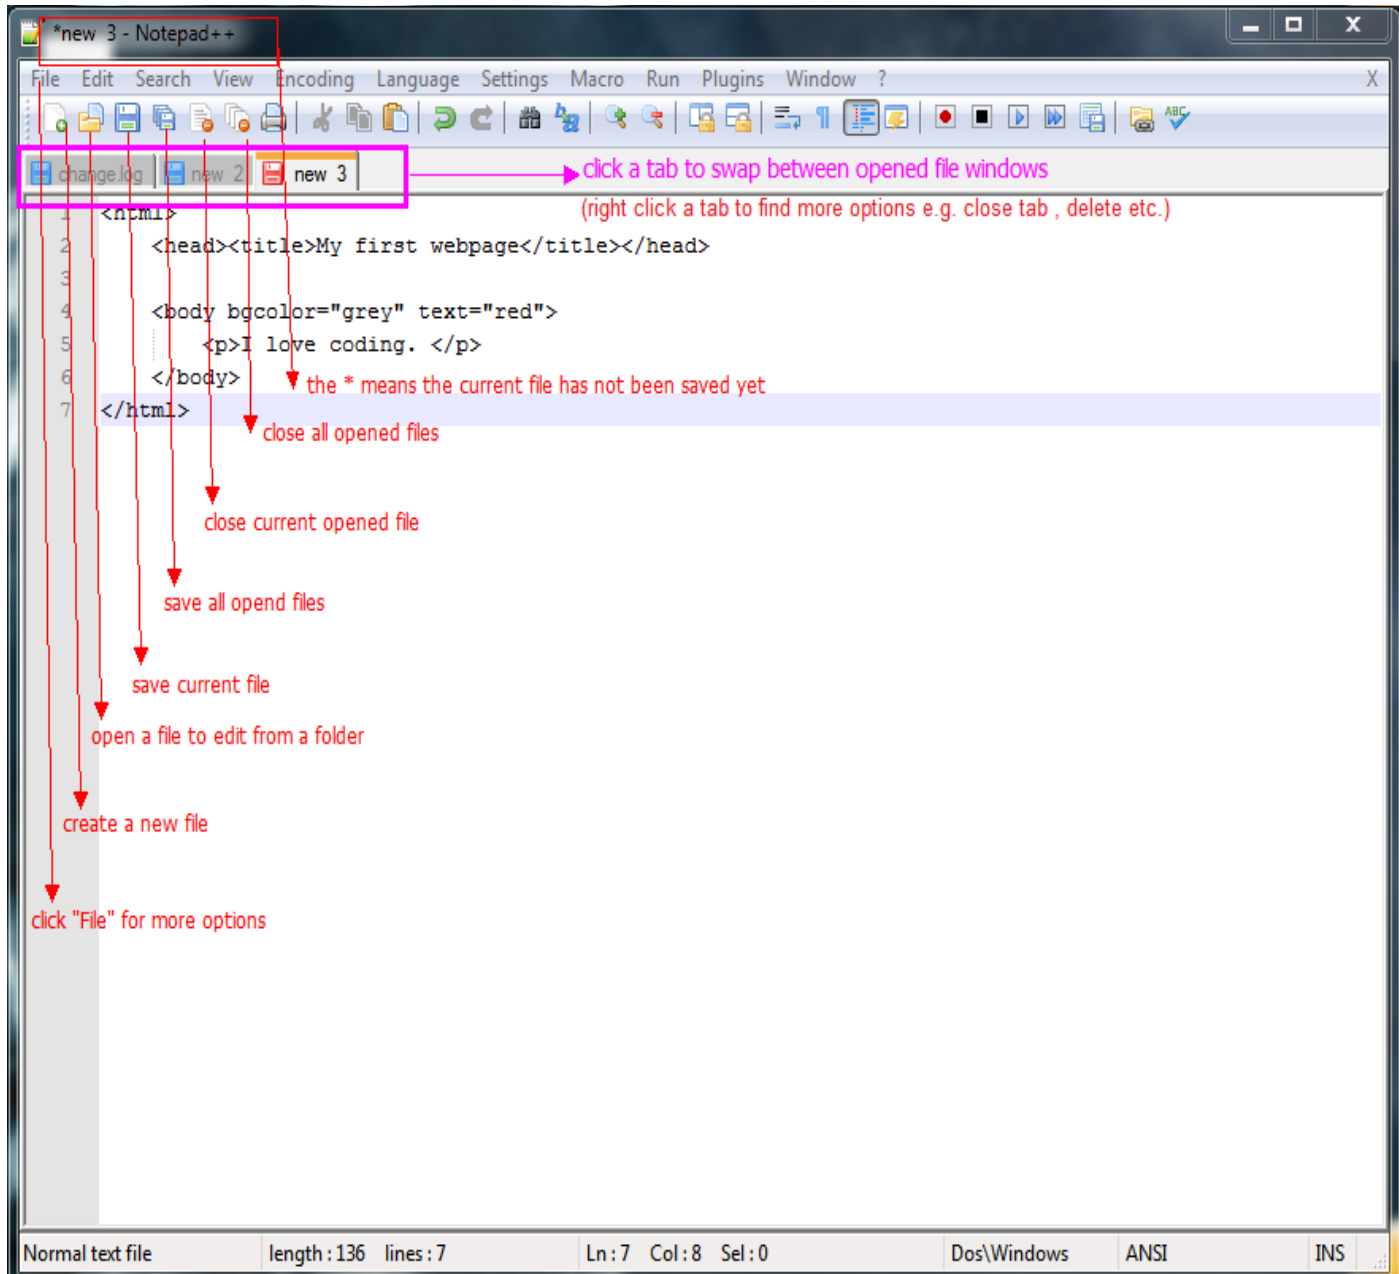 *new  3 - Notepad++
File Edit Search View Encoding Language Settings Macro Run Plugins Window ? X
ABC
change.log new 2 new 3
click a tab to swap between opened file windows
(right click a tab to find more options e.g. close tab , delete etc.)
1 <html>
2 <head><title>My first webpage</title></head>
3
4 <body bgcolor="grey" text="red">
5 <p>I love coding. </p>
6 </body>
the * means the current file has not been saved yet
7 </html>
close all opened files
close current opened file
save all opend files
save current file
open a file to edit from a folder
create a new file
click "File" for more options
Normal text file length : 136 lines : 7 Ln : 7 Col : 8 Sel : 0 Dos\Windows ANSI INS